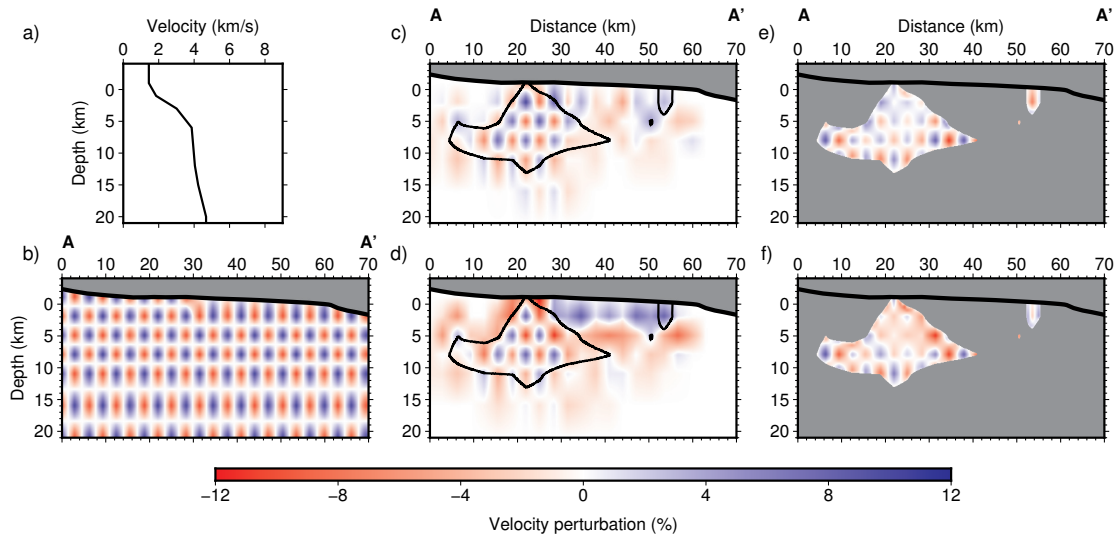 a)
Velocity (km/s)
0 2 4 6 8
0
5
10
15
20
Depth (km)
b)
A A'
0 10 20 30 40 50 60 70
0
5
10
15
20
Depth (km)
c)
A A'
Distance (km)
0 10 20 30 40 50 60 70
0
5
10
15
20
d)
0 10 20 30 40 50 60 70
0
5
10
15
20
e)
A A'
Distance (km)
0 10 20 30 40 50 60 70
0
5
10
15
20
f)
0 10 20 30 40 50 60 70
0
5
10
15
20
−12 −8 −4 0 4 8 12
Velocity perturbation (%)